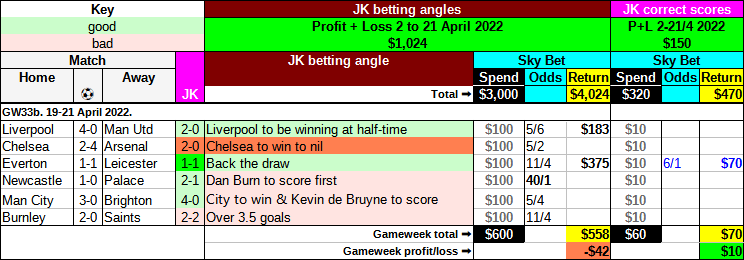 Key JK betting angles JK correct scores
good Profit + Loss 2 to 21 April 2022 P+L 2-21/4 2022
bad $1,024 $150
Match JK betting angle Sky Bet Sky Bet
Home ⚽ Away JK Spend Odds Return Spend Odds Return
Total ➡ $3,000 $4,024 $320 $470
GW33b. 19-21 April 2022.
Liverpool 4-0 Man Utd 2-0 Liverpool to be winning at half-time $100 5/6 $183 $10
Chelsea 2-4 Arsenal 2-0 Chelsea to win to nil $100 5/2 $10
Everton 1-1 Leicester 1-1 Back the draw $100 11/4 $375 $10 6/1 $70
Newcastle 1-0 Palace 2-1 Dan Burn to score first $100 40/1 $10
Man City 3-0 Brighton 4-0 City to win & Kevin de Bruyne to score $100 5/4 $10
Burnley 2-0 Saints 2-2 Over 3.5 goals $100 11/4 $10
Gameweek total ➡ $600 $558 $60 $70
Gameweek profit/loss ➡ -$42 $10